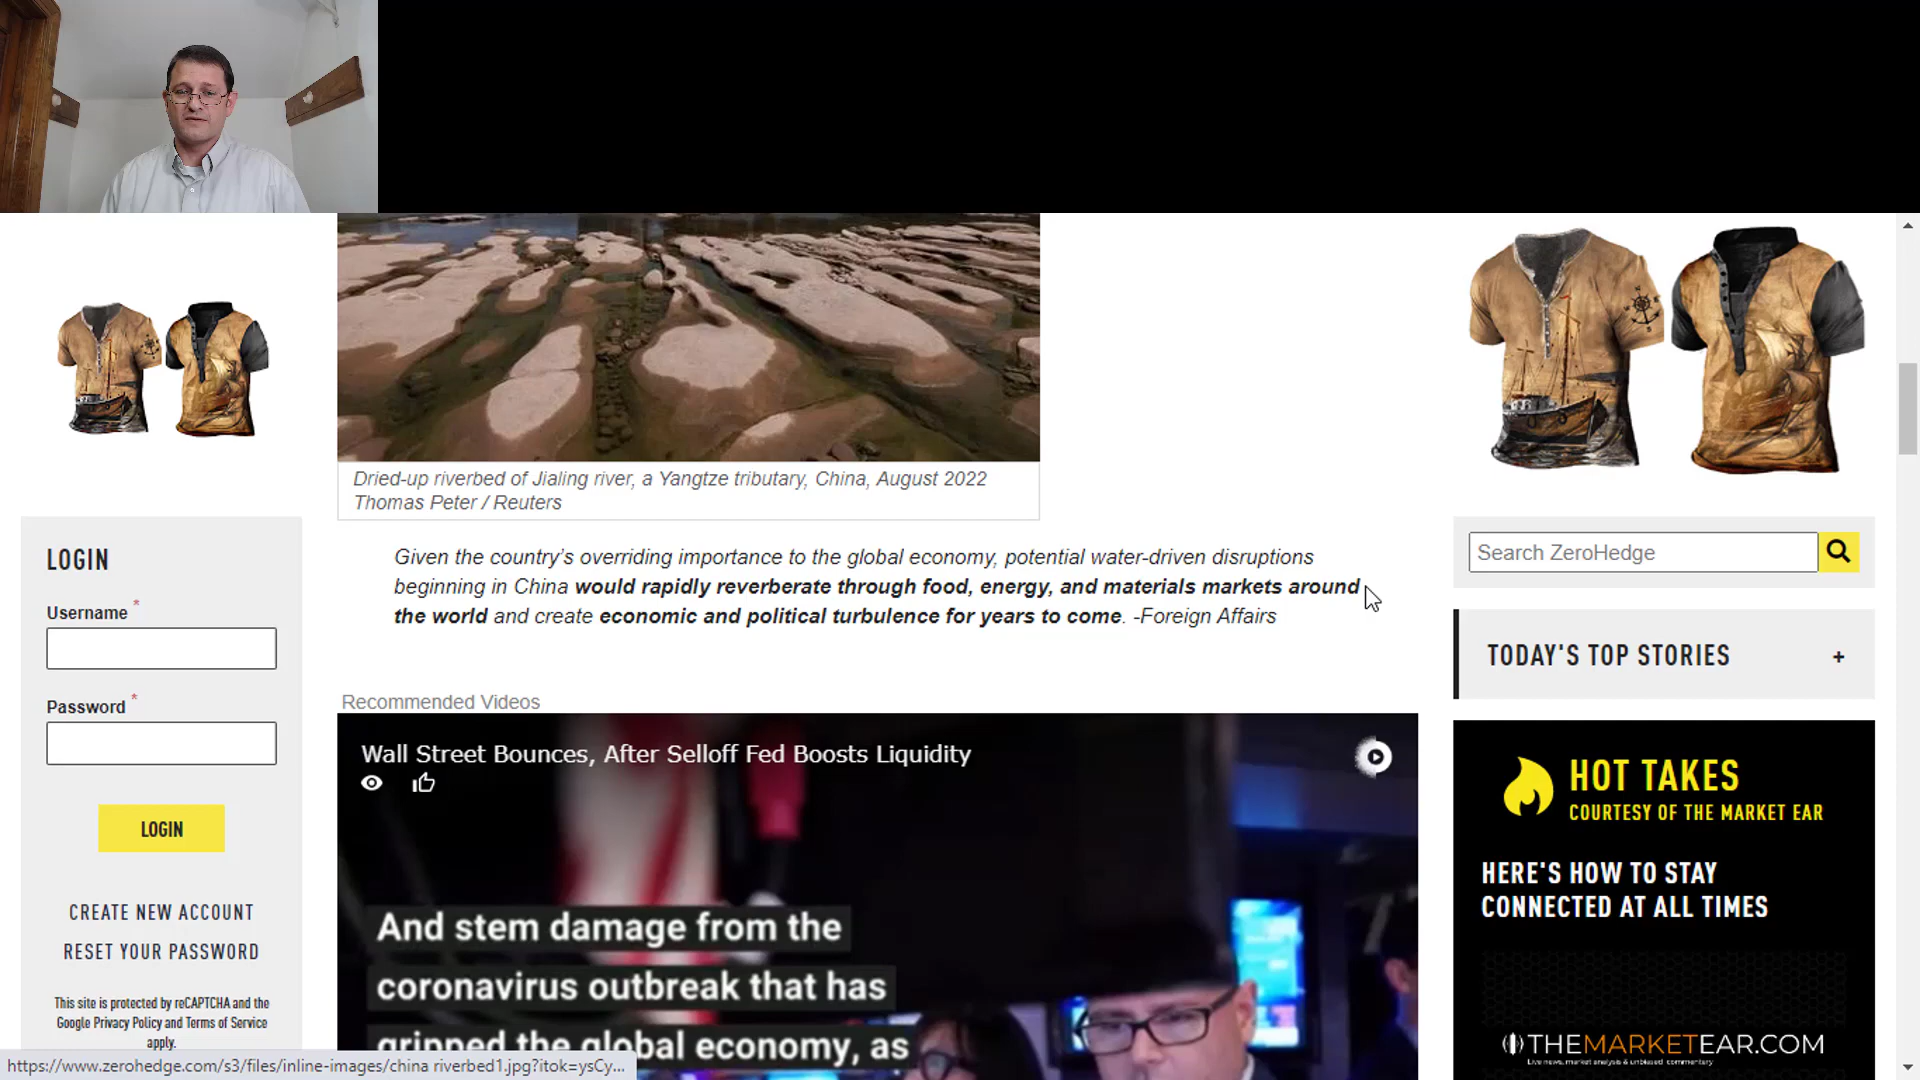 Dried-up riverbed of Jialing river, a Yangtze tributary, China, August 2022
Thomas Peter / Reuters
Given the country's overriding importance to the global economy, potential water-driven disruptions
beginning in China would rapidly reverberate through food, energy, and materials markets around
the world and create economic and political turbulence for years to come. -Foreign Affairs
LOGIN
Username *
Password *
LOGIN
CREATE NEW ACCOUNT
RESET YOUR PASSWORD
This site is protected by reCAPTCHA and the
Google Privacy Policy and Terms of Service
apply.
Recommended Videos
Wall Street Bounces, After Selloff Fed Boosts Liquidity
And stem damage from the
coronavirus outbreak that has
gripped the global economy, as
Search ZeroHedge
TODAY'S TOP STORIES +
HOT TAKES
COURTESY OF THE MARKET EAR
HERE'S HOW TO STAY
CONNECTED AT ALL TIMES
THEMARKETEAR.COM
Live news, market analysis & unbiased commentary
https://www.zerohedge.com/s3/files/inline-images/china riverbed1.jpg?itok=ysCy...